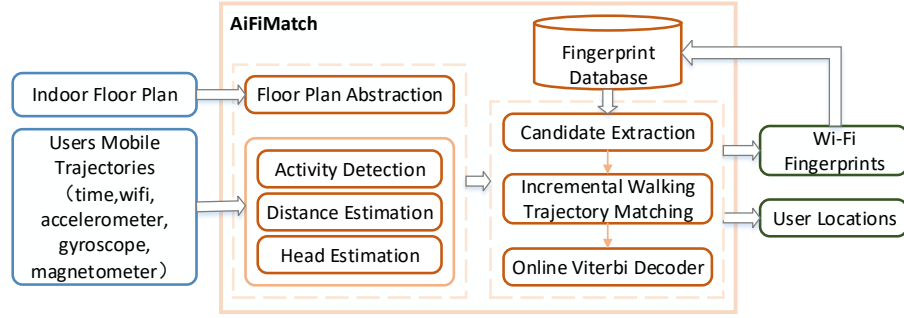 AiFiMatch
Indoor Floor Plan
Users Mobile
Trajectories
（time,wifi,
accelerometer,
gyroscope,
magnetometer）
Floor Plan Abstraction
Activity Detection
Distance Estimation
Head Estimation
Fingerprint
Database
Candidate Extraction
Incremental Walking
Trajectory Matching
Online Viterbi Decoder
Wi-Fi
Fingerprints
User Locations